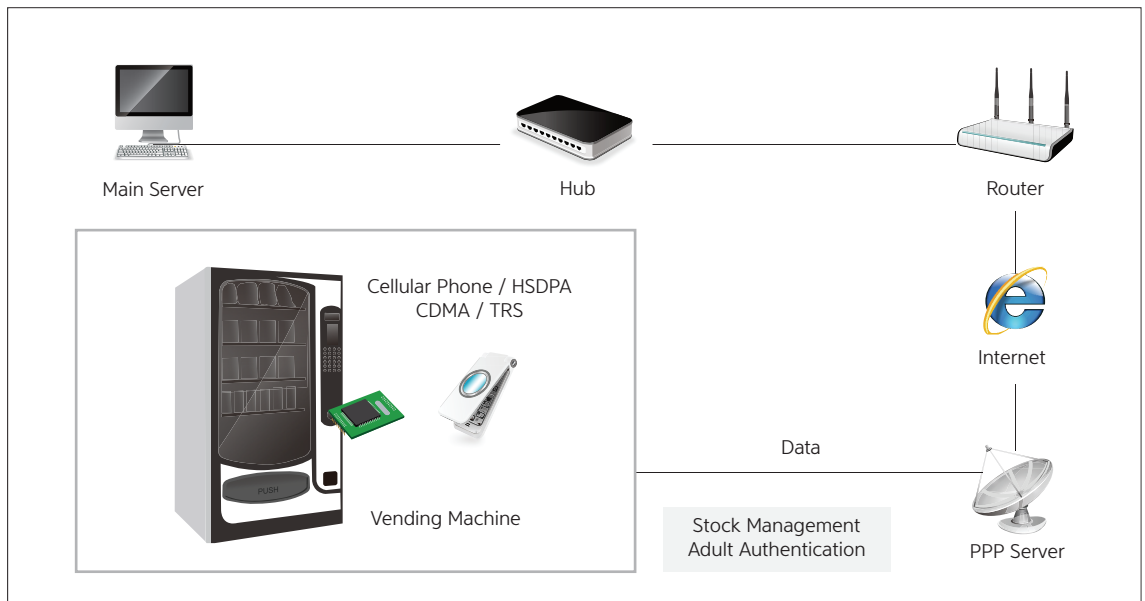 Main Server
Hub
Router
Cellular Phone / HSDPA
CDMA / TRS
Internet
Data
PUSH
Vending Machine
Stock Management
Adult Authentication
PPP Server